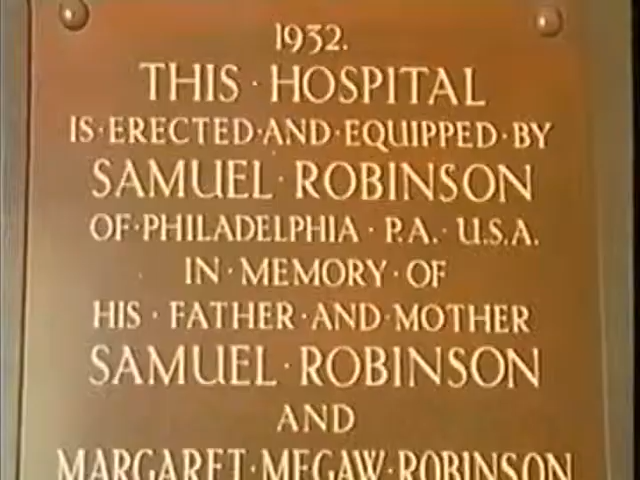 1932.
THIS · HOSPITAL
IS · ERECTED · AND · EQUIPPED · BY
SAMUEL · ROBINSON
OF · PHILADELPHIA · P.A. · U.S.A.
IN · MEMORY · OF
HIS · FATHER · AND · MOTHER
SAMUEL · ROBINSON
AND
MARGARET · MEGAW · ROBINSON